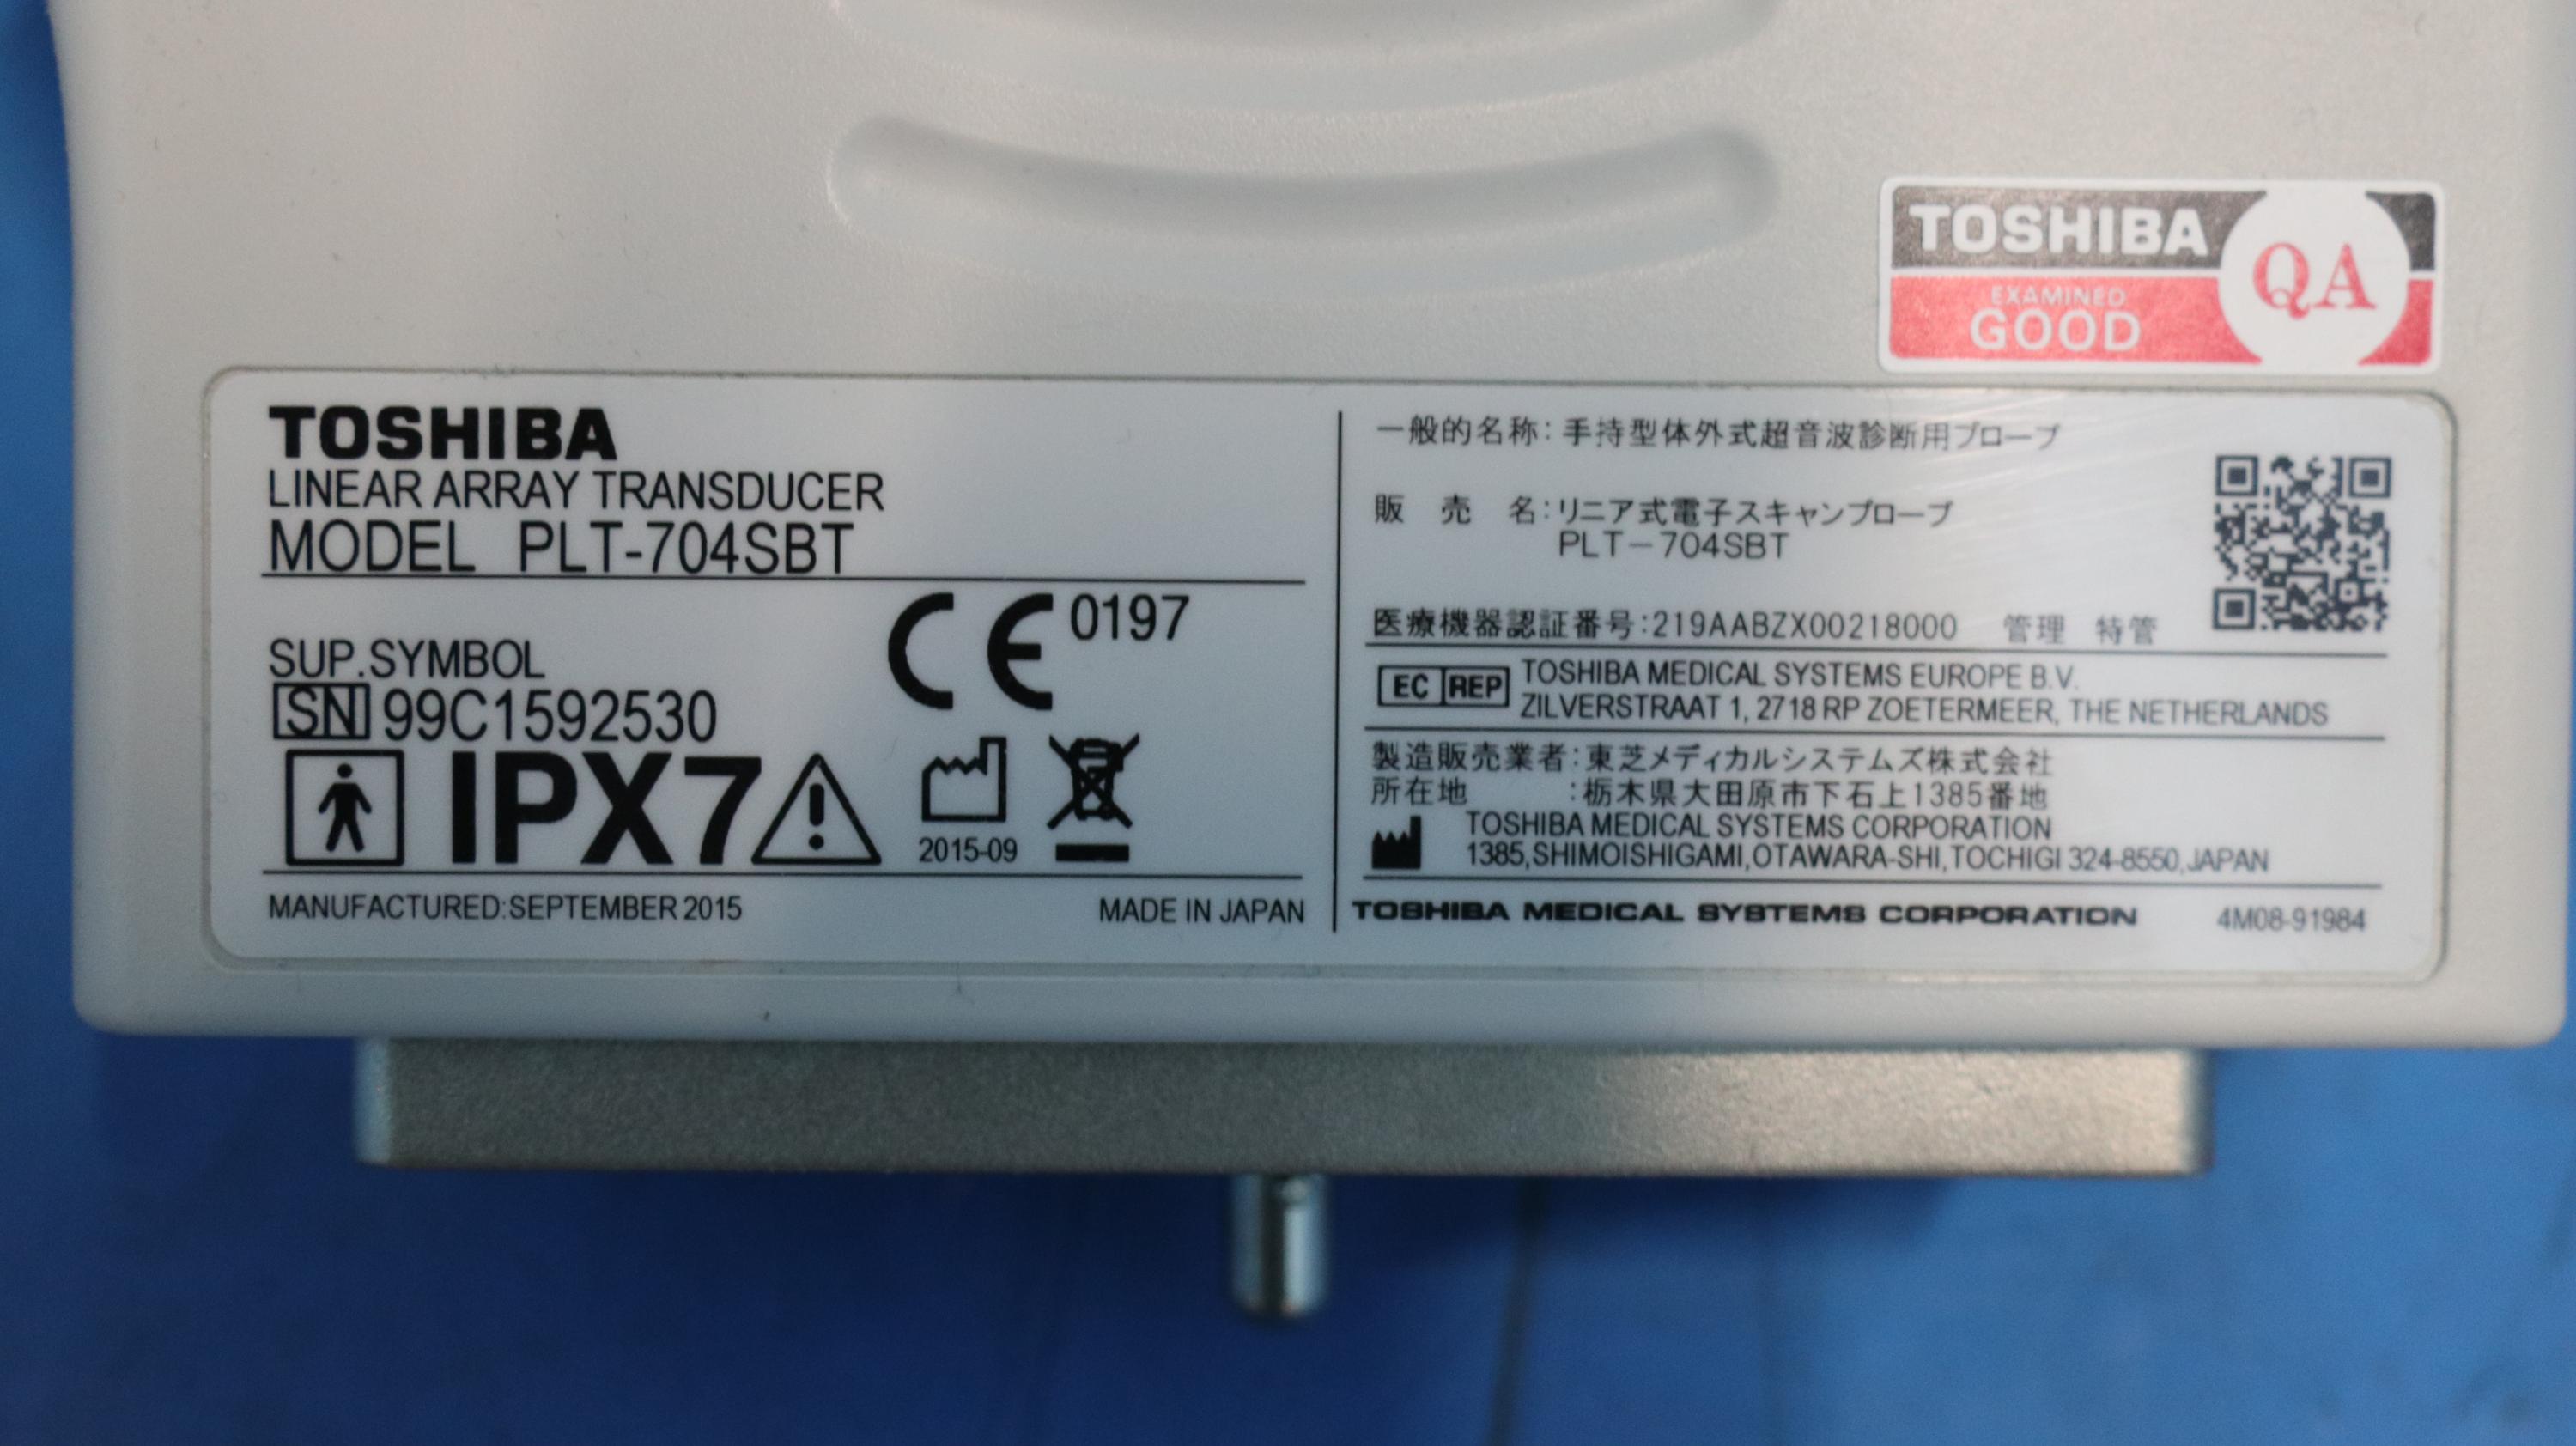 TOSHIBA
EXAMINED
GOOD
QA
TOSHIBA
LINEAR ARRAY TRANSDUCER
MODEL PLT-704SBT
SUP.SYMBOL
SN 99C1592530
CE 0197
IPX7
2015-09
MANUFACTURED:SEPTEMBER 2015
MADE IN JAPAN
一般的名称:手持型体外式超音波診断用プローブ
販 売 名:リニア式電子スキャンプローブ
PLT-704SBT
医療機器認証番号:219AABZX00218000 管理 特管
EC REP TOSHIBA MEDICAL SYSTEMS EUROPE B.V.
ZILVERSTRAAT 1, 2718 RP ZOETERMEER, THE NETHERLANDS
製造販売業者:東芝メディカルシステムズ株式会社
所在地 :栃木県大田原市下石上1385番地
TOSHIBA MEDICAL SYSTEMS CORPORATION
1385,SHIMOISHIGAMI,OTAWARA-SHI,TOCHIGI 324-8550,JAPAN
TOSHIBA MEDICAL SYSTEMS CORPORATION 4M08-91984